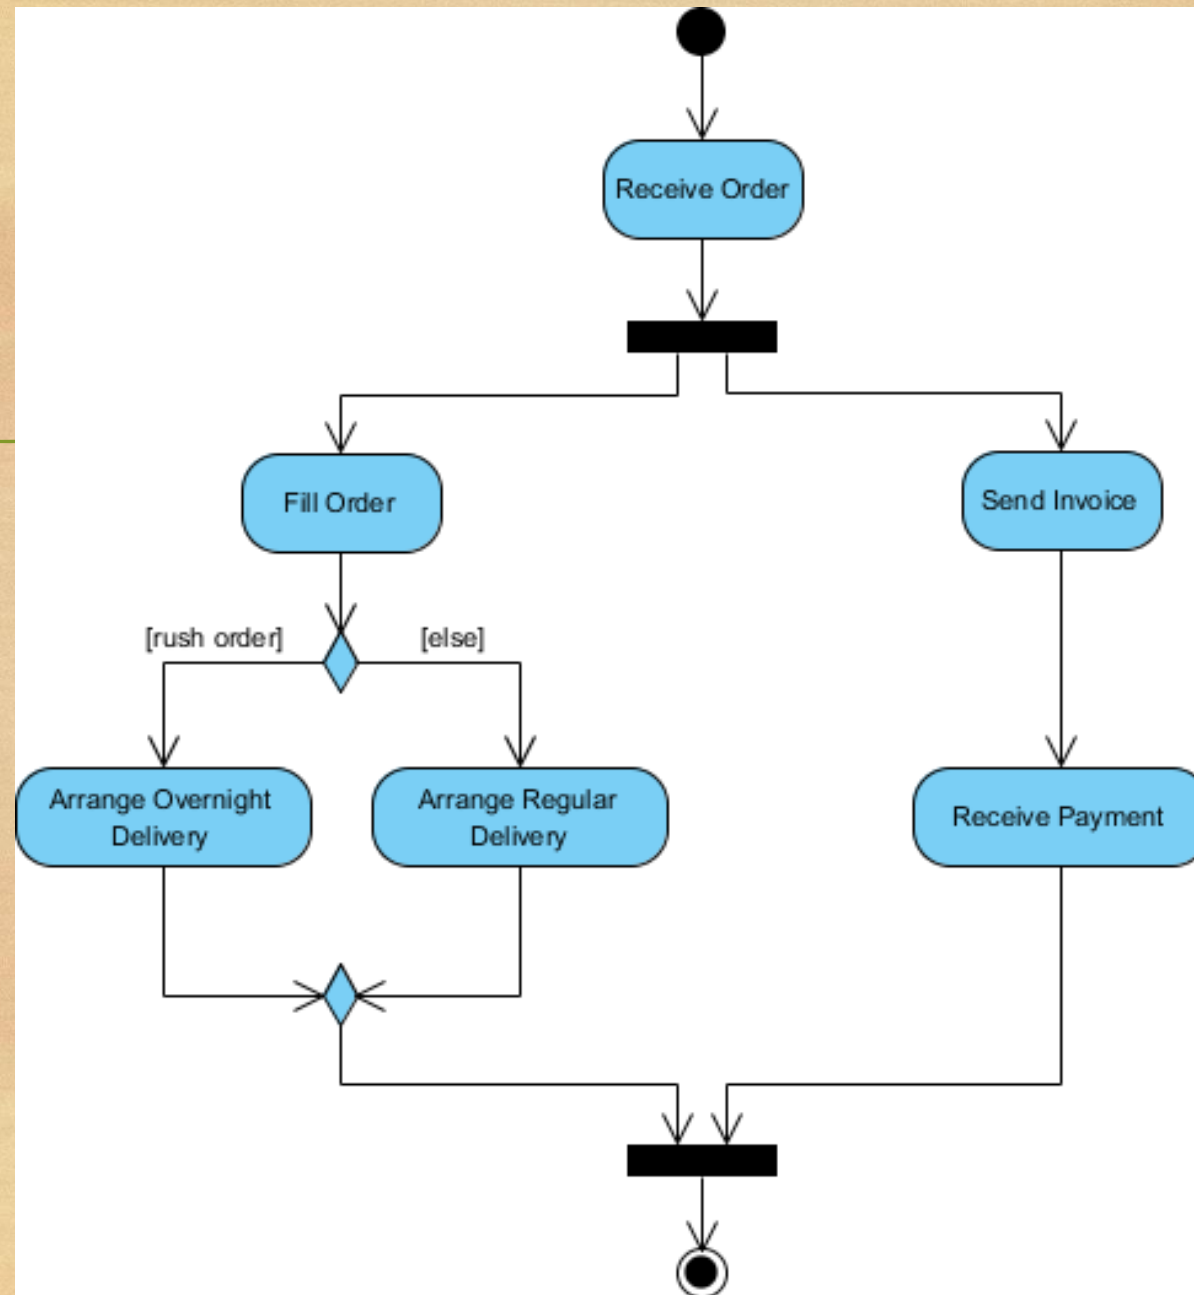 Receive Order
Fill Order
Send Invoice
[rush order]
[else]
Arrange Overnight
Delivery
Arrange Regular
Delivery
Receive Payment